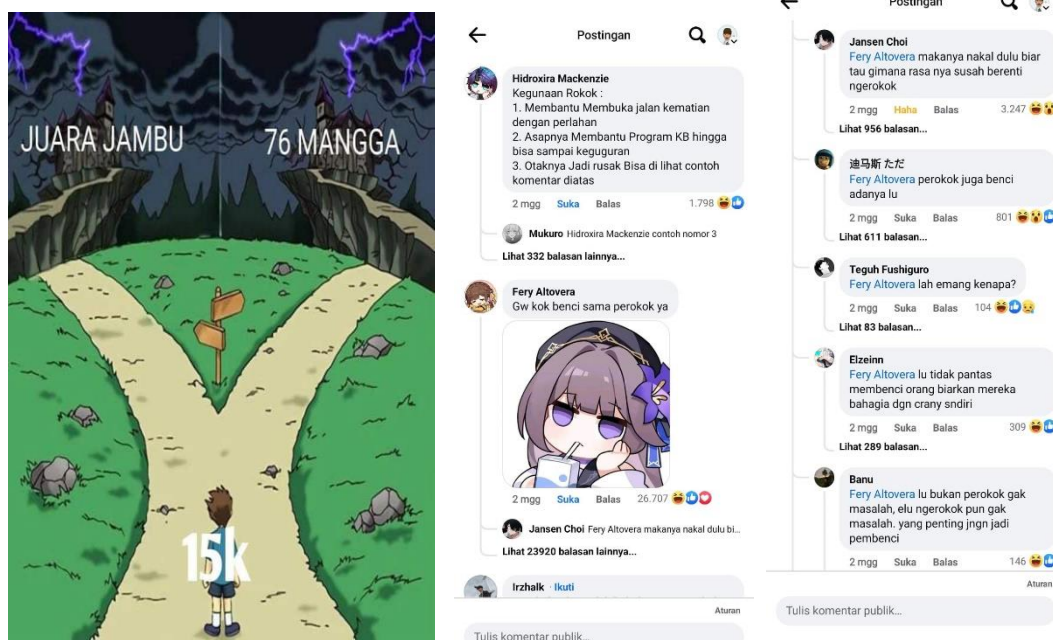 JUARA JAMBU
76 MANGGA
15k
Postingan
Hidroxira Mackenzie
Kegunaan Rokok :
1. Membantu Membuka jalan kematian
dengan perlahan
2. Asapnya Membantu Program KB hingga
bisa sampai keguguran
3. Otaknya Jadi rusak Bisa di lihat contoh
komentar diatas
2 mgg Suka Balas 1.798
Mukuro Hidroxira Mackenzie contoh nomor 3
Lihat 332 balasan lainnya...
Fery Altovera
Gw kok benci sama perokok ya
2 mgg Suka Balas 26.707
Jansen Choi Fery Altovera makanya nakal dulu bi...
Lihat 23920 balasan lainnya...
Irzhalk · Ikuti
Aturan
Tulis komentar publik...
Postingan
Jansen Choi
Fery Altovera makanya nakal dulu biar
tau gimana rasa nya susah berenti
ngerokok
2 mgg Haha Balas 3.247
Lihat 956 balasan...
迪马斯 ただ
Fery Altovera perokok juga benci
adanya lu
2 mgg Suka Balas 801
Lihat 611 balasan...
Teguh Fushiguro
Fery Altovera lah emang kenapa?
2 mgg Suka Balas 104
Lihat 83 balasan...
Elzeinn
Fery Altovera lu tidak pantas
membenci orang biarkan mereka
bahagia dgn crany sndiri
2 mgg Suka Balas 309
Lihat 289 balasan...
Banu
Fery Altovera lu bukan perokok gak
masalah, elu ngerokok pun gak
masalah. yang penting jngn jadi
pembenci
2 mgg Suka Balas 146
Aturan
Tulis komentar publik...